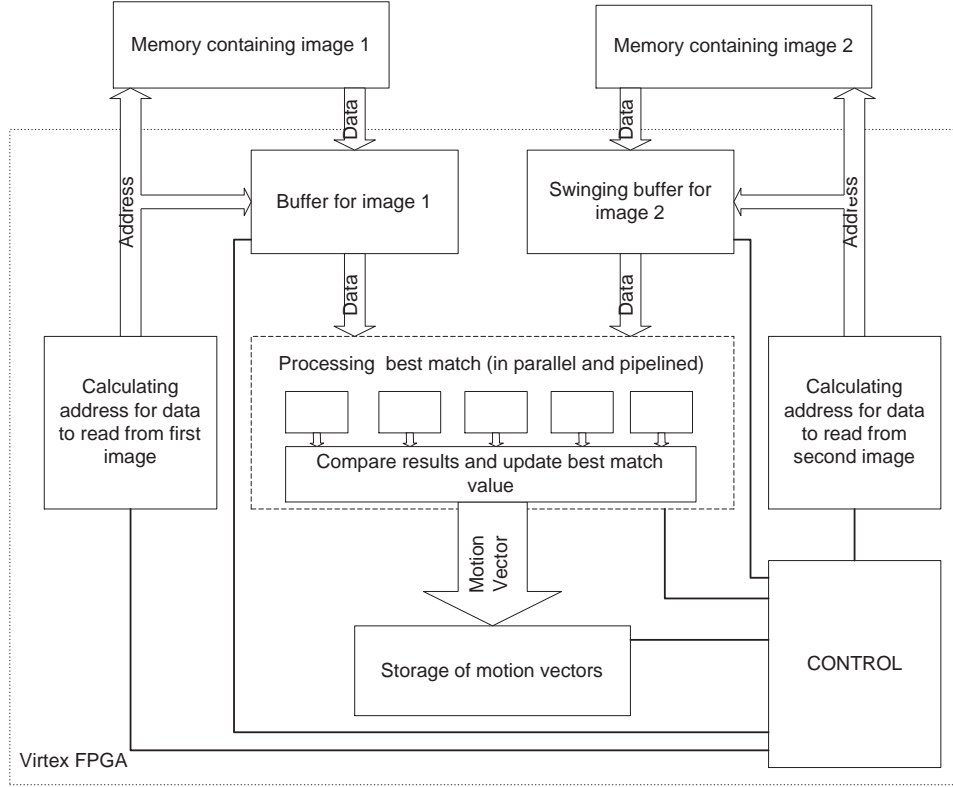 Memory containing image 1
Memory containing image 2
Data
Data
Address
Buffer for image 1
Swinging buffer for
image 2
Address
Data
Data
Calculating
address for data
to read from first
image
Processing best match (in parallel and pipelined)
Calculating
address for data
to read from
second image
Compare results and update best match
value
Motion
Vector
Storage of motion vectors
CONTROL
Virtex FPGA